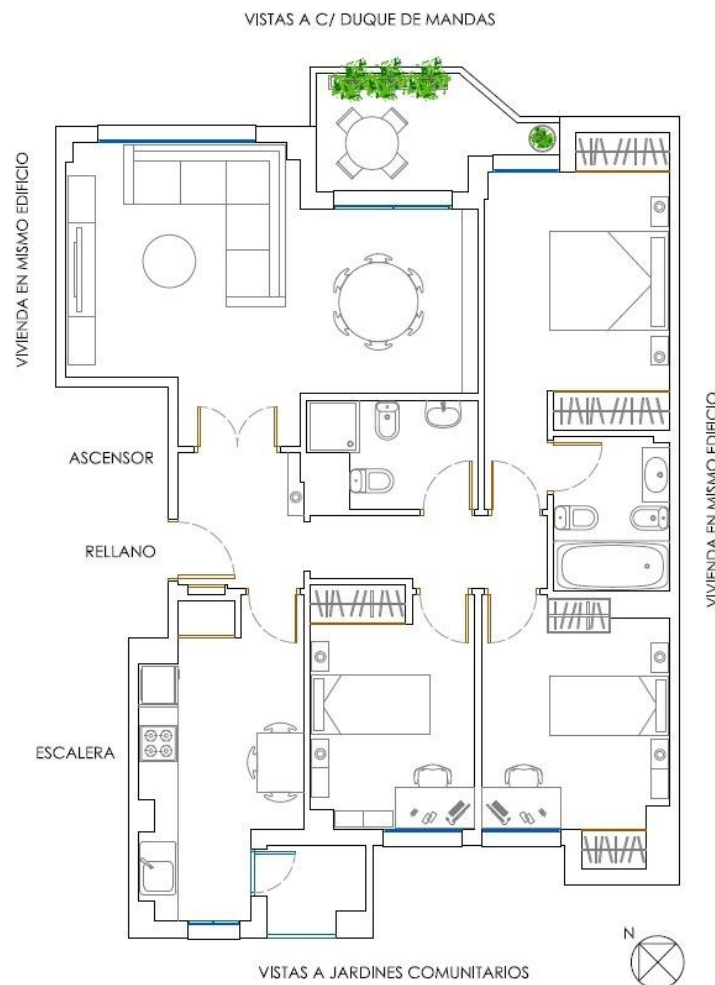 VISTAS A C/ DUQUE DE MANDAS
VIVIENDA EN MISMO EDIFICIO
VIVIENDA EN MISMO EDIFICIO
ASCENSOR
RELLANO
ESCALERA
N
VISTAS A JARDINES COMUNITARIOS